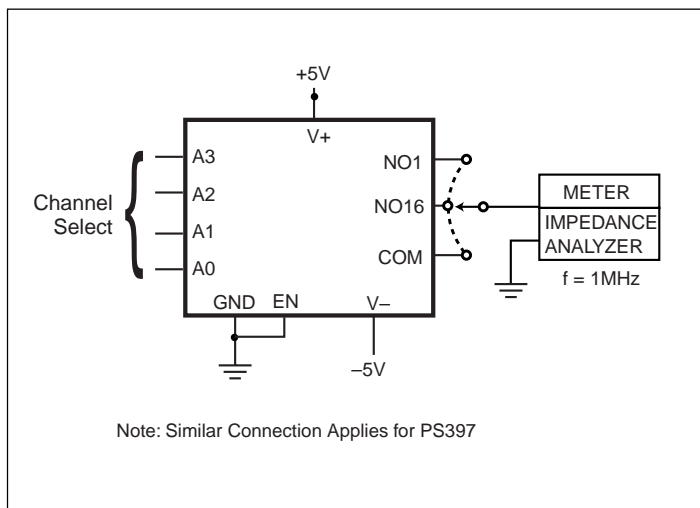 +5V
V+
A3
A2
A1
A0
Channel
Select
NO1
NO16
COM
GND
EN
V–
–5V
METER
IMPEDANCE
ANALYZER
f = 1MHz
Note: Similar Connection Applies for PS397